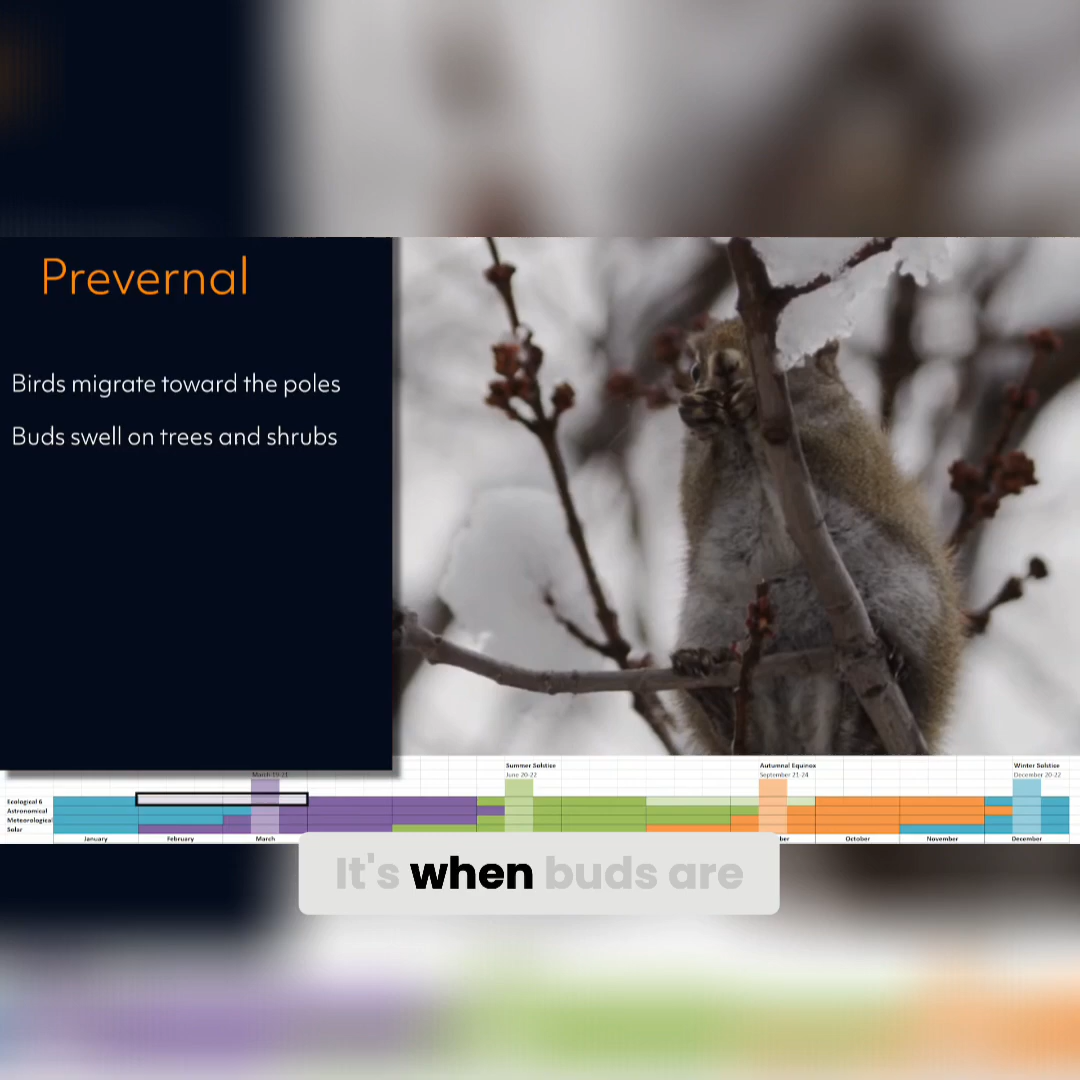 Prevernal
Birds migrate toward the poles
Buds swell on trees and shrubs
Summer Solstice
Autumnal Equinox
Winter Solstice
March 19-21
June 20-22
September 21-24
December 20-22
Ecological 6
Astronomical
Meteorological
Solar
January
February
March
October
November
December
It's when buds are